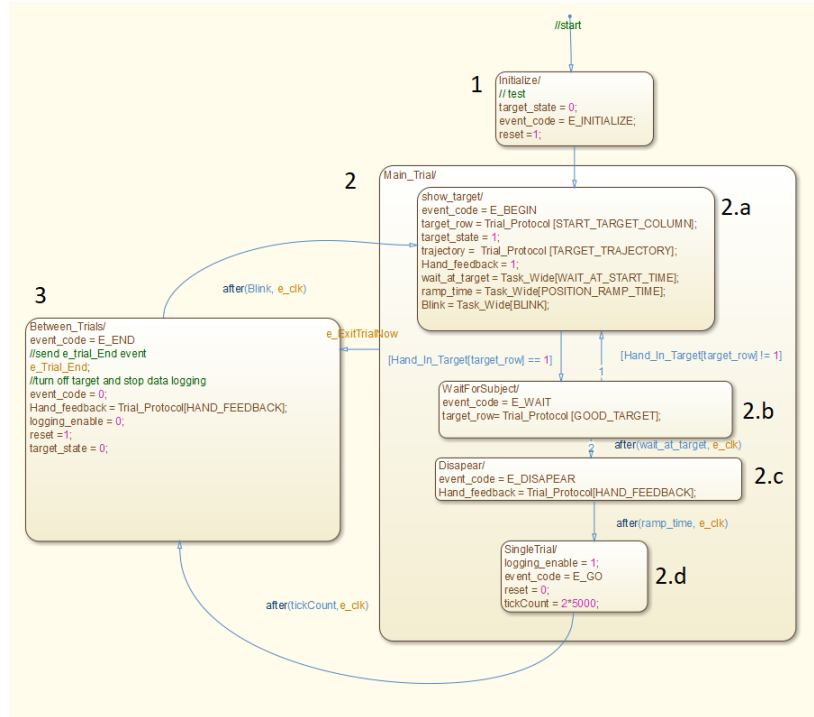 //start
1
Initialize/
// test
target_state = 0;
event_code = E_INITIALIZE;
reset =1;
2
Main_Trial/
show_target/
event_code = E_BEGIN
target_row = Trial_Protocol [START_TARGET_COLUMN];
target_state = 1;
trajectory = Trial_Protocol [TARGET_TRAJECTORY];
Hand_feedback = 1;
wait_at_target = Task_Wide[WAIT_AT_START_TIME];
ramp_time = Task_Wide[POSITION_RAMP_TIME];
Blink = Task_Wide[BLINK];
2.a
after(Blink, e_clk)
3
Between_Trials/
event_code = E_END
//send e_trial_End event
e_Trial_End;
//turn off target and stop data logging
event_code = 0;
Hand_feedback = Trial_Protocol[HAND_FEEDBACK];
logging_enable = 0;
reset =1;
target_state = 0;
e_ExitTrialNow
[Hand_In_Target[target_row] == 1]
1
[Hand_In_Target[target_row] != 1]
WaitForSubject/
event_code = E_WAIT
target_row= Trial_Protocol [GOOD_TARGET];
2.b
2
after(wait_at_target, e_clk)
Disapear/
event_code = E_DISAPEAR
Hand_feedback = Trial_Protocol[HAND_FEEDBACK];
2.c
after(ramp_time, e_clk)
SingleTrial/
logging_enable = 1;
event_code = E_GO
reset = 0;
tickCount = 2*5000;
2.d
after(tickCount,e_clk)